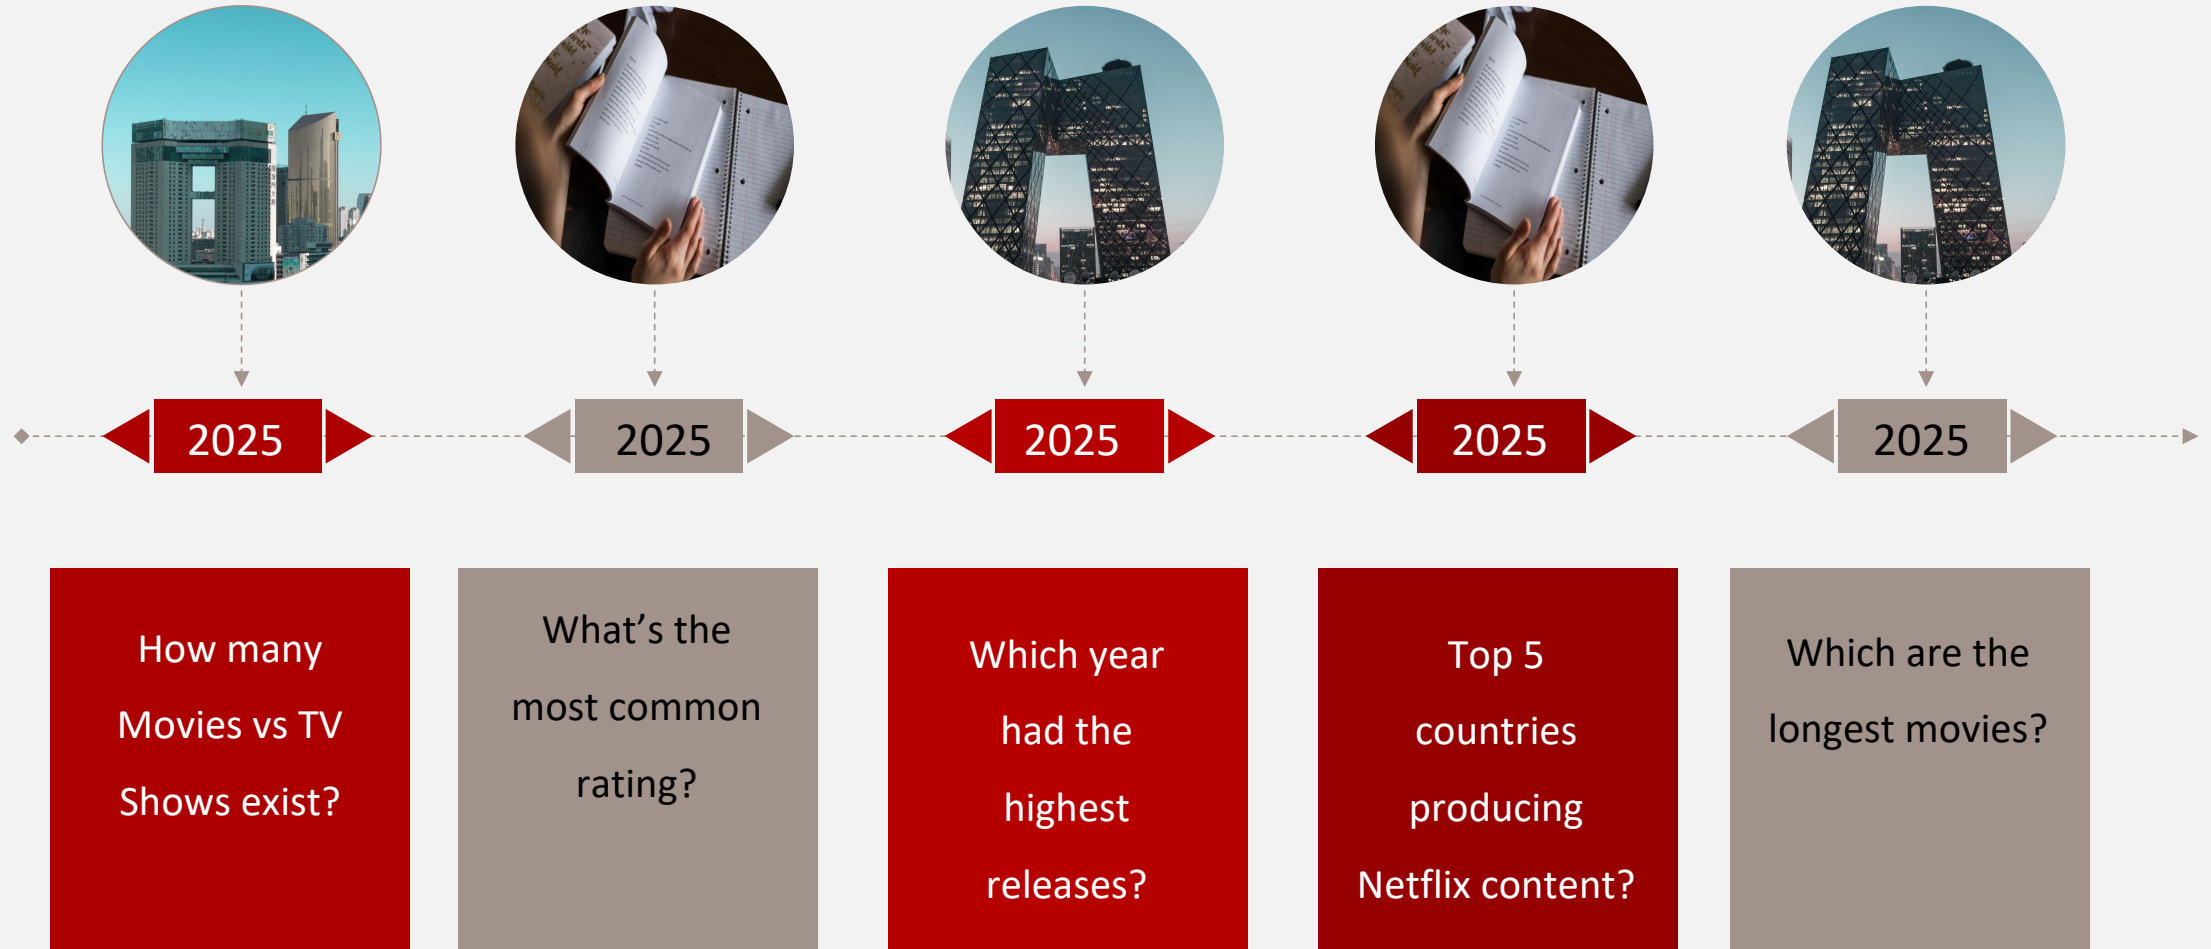 2025
2025
2025
2025
2025
How many
Movies vs TV
Shows exist?
What’s the
most common
rating?
Which year
had the
highest
releases?
Top 5
countries
producing
Netflix content?
Which are the
longest movies?